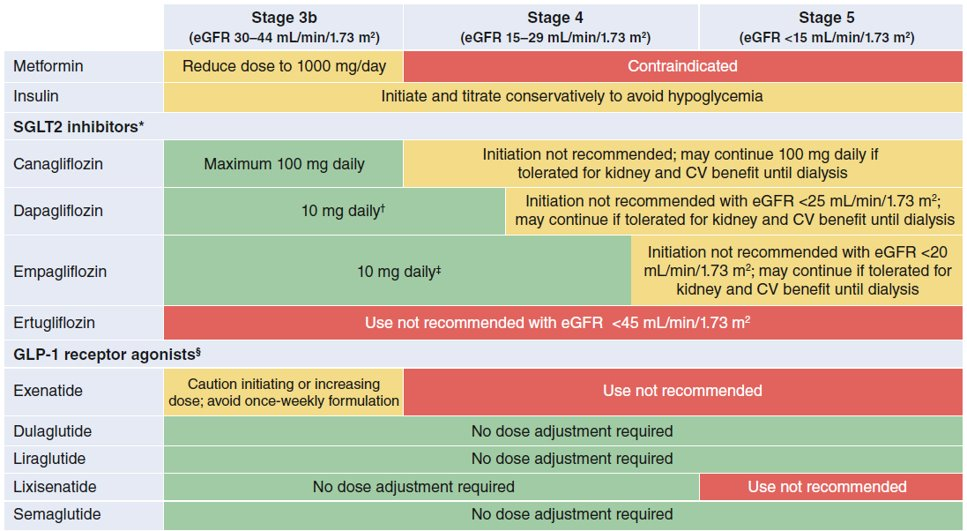 Stage 3b
(eGFR 30–44 mL/min/1.73 m²)
Stage 4
(eGFR 15–29 mL/min/1.73 m²)
Stage 5
(eGFR <15 mL/min/1.73 m²)
Metformin
Reduce dose to 1000 mg/day
Contraindicated
Insulin
Initiate and titrate conservatively to avoid hypoglycemia
SGLT2 inhibitors*
Canagliflozin
Maximum 100 mg daily
Initiation not recommended; may continue 100 mg daily if
tolerated for kidney and CV benefit until dialysis
Dapagliflozin
10 mg daily†
Initiation not recommended with eGFR <25 mL/min/1.73 m²;
may continue if tolerated for kidney and CV benefit until dialysis
Empagliflozin
10 mg daily‡
Initiation not recommended with eGFR <20
mL/min/1.73 m²; may continue if tolerated for
kidney and CV benefit until dialysis
Ertugliflozin
Use not recommended with eGFR <45 mL/min/1.73 m²
GLP-1 receptor agonists§
Exenatide
Caution initiating or increasing
dose; avoid once-weekly formulation
Use not recommended
Dulaglutide
No dose adjustment required
Liraglutide
No dose adjustment required
Lixisenatide
No dose adjustment required
Use not recommended
Semaglutide
No dose adjustment required